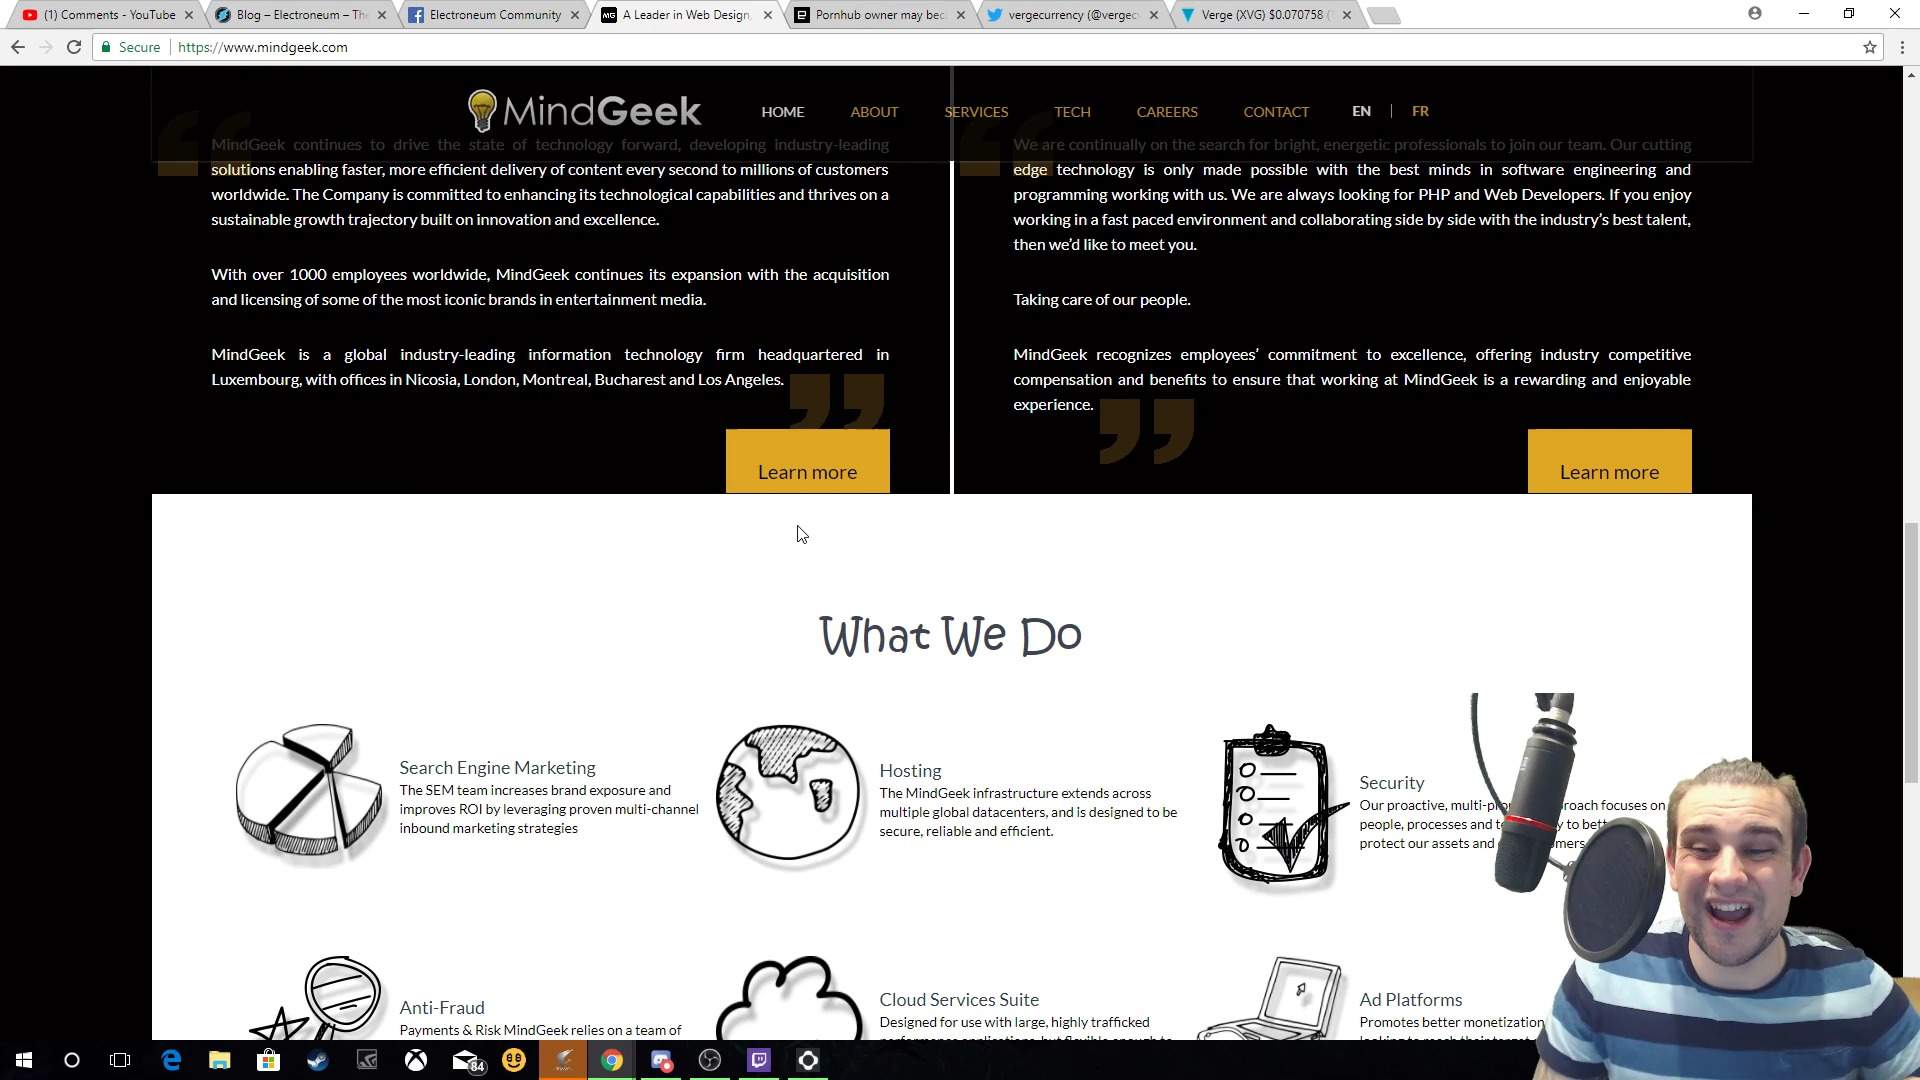 (1) Comments - YouTube
Blog – Electroneum – The
Electroneum Community
A Leader in Web Design,
Pornhub owner may bec
vergecurrency (@vergec
Verge (XVG) $0.070758
Secure
https://www.mindgeek.com
MindGeek
HOME
ABOUT
SERVICES
TECH
CAREERS
CONTACT
EN
FR
MindGeek continues to drive the state of technology forward, developing industry-leading
solutions enabling faster, more efficient delivery of content every second to millions of customers
worldwide. The Company is committed to enhancing its technological capabilities and thrives on a
sustainable growth trajectory built on innovation and excellence.
With over 1000 employees worldwide, MindGeek continues its expansion with the acquisition
and licensing of some of the most iconic brands in entertainment media.
MindGeek is a global industry-leading information technology firm headquartered in
Luxembourg, with offices in Nicosia, London, Montreal, Bucharest and Los Angeles.
Learn more
We are continually on the search for bright, energetic professionals to join our team. Our cutting
edge technology is only made possible with the best minds in software engineering and
programming working with us. We are always looking for PHP and Web Developers. If you enjoy
working in a fast paced environment and collaborating side by side with the industry's best talent,
then we'd like to meet you.
Taking care of our people.
MindGeek recognizes employees' commitment to excellence, offering industry competitive
compensation and benefits to ensure that working at MindGeek is a rewarding and enjoyable
experience.
Learn more
What We Do
Search Engine Marketing
The SEM team increases brand exposure and
improves ROI by leveraging proven multi-channel
inbound marketing strategies
Hosting
The MindGeek infrastructure extends across
multiple global datacenters, and is designed to be
secure, reliable and efficient.
Security
Our proactive, focuses on
people, processes and
protect our assets and
Anti-Fraud
Payments & Risk MindGeek relies on a team of
Cloud Services Suite
Designed for use with large, highly trafficked
Ad Platforms
Promotes better monetization
84